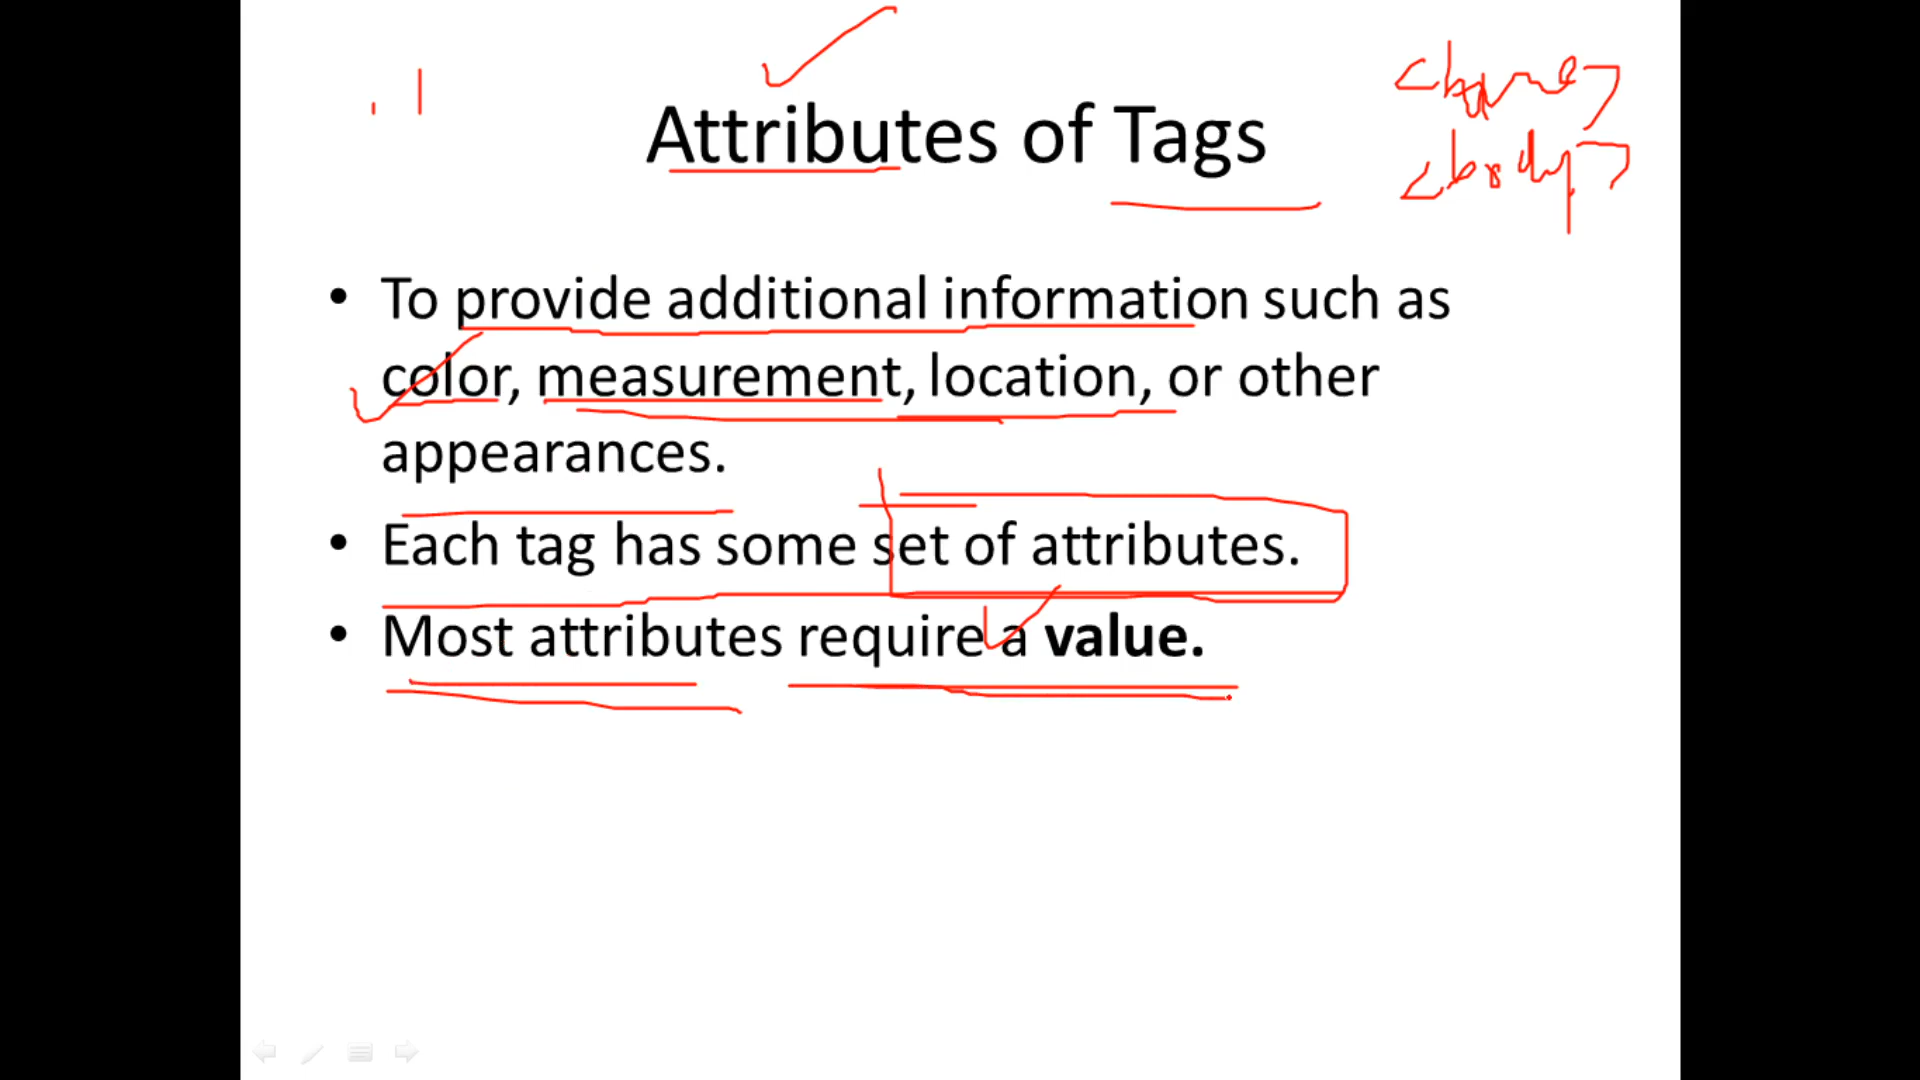 Attributes of Tags
<body>
• To provide additional information such as
color, measurement, location, or other
appearances.
• Each tag has some set of attributes.
• Most attributes require a value.